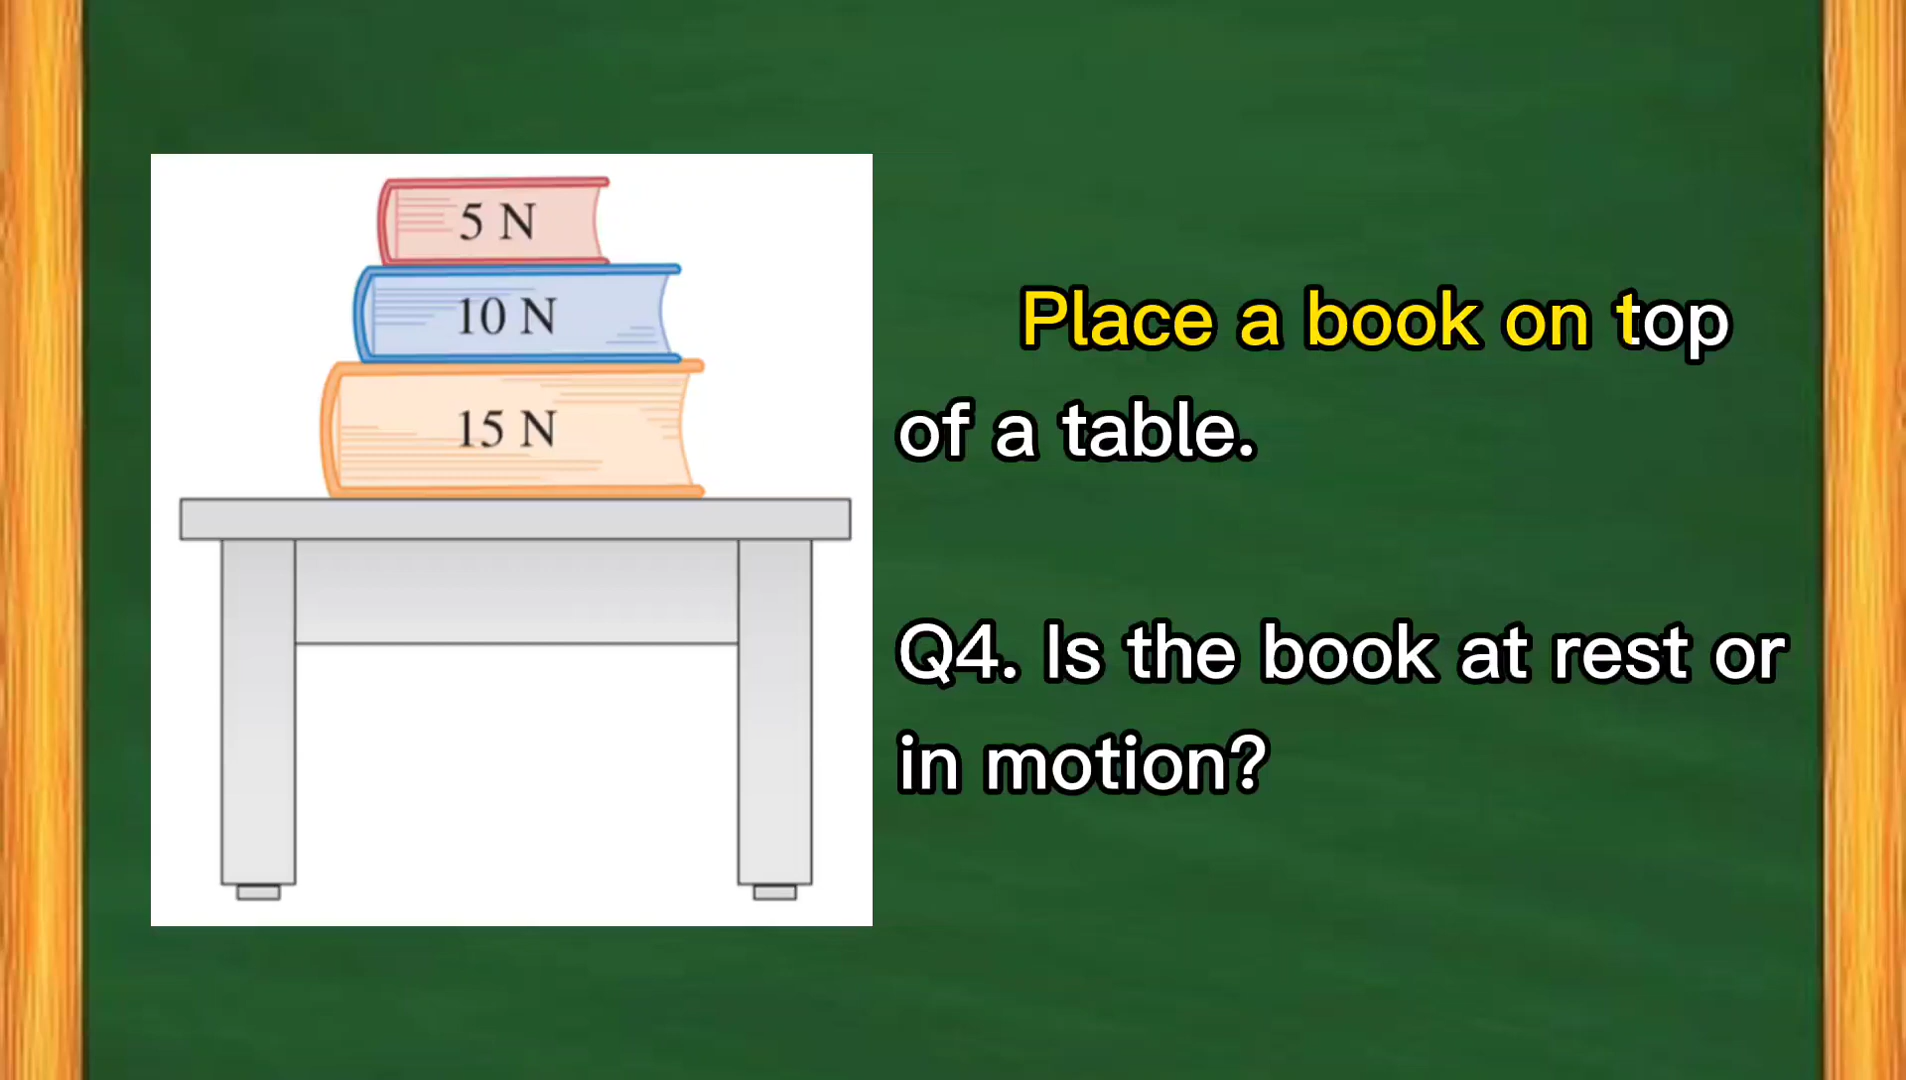 5 N
10 N
15 N
Place a book on top
of a table.
Q4. Is the book at rest or
in motion?